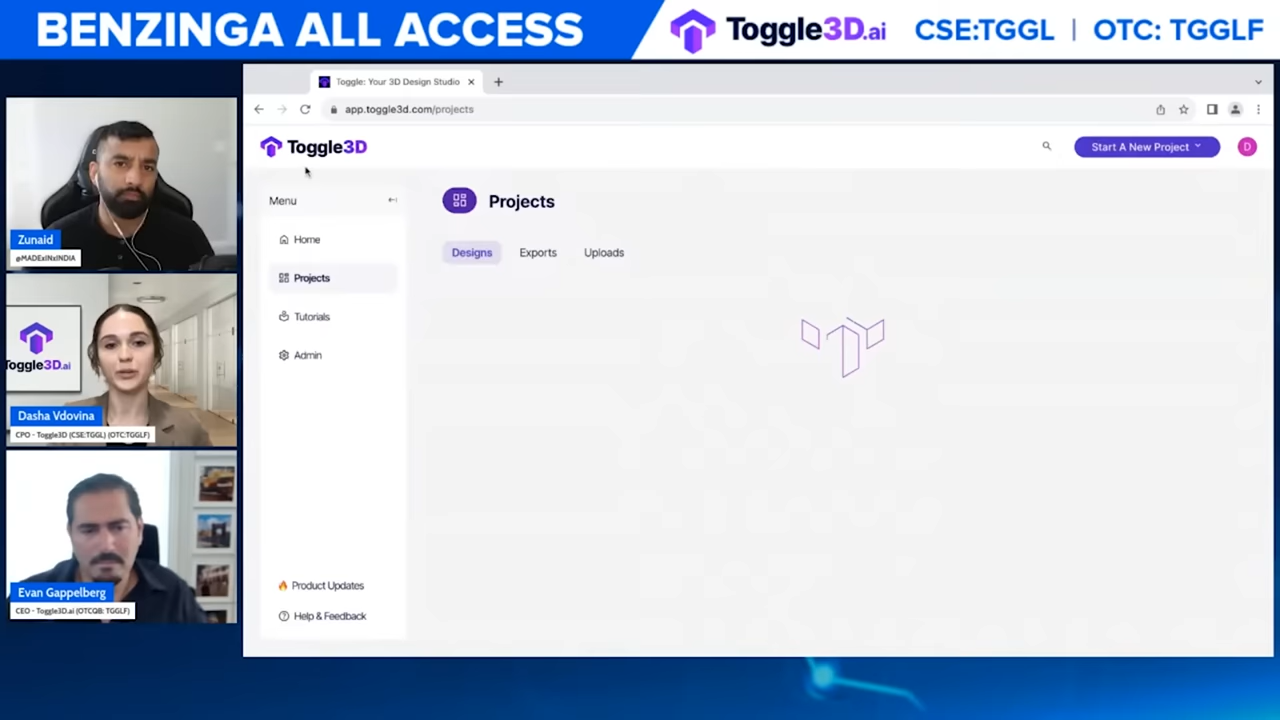 BENZINGA ALL ACCESS
Toggle3D.ai
CSE:TGGL | OTC: TGGLF
Zunaid
@MADExINxINDIA
Toggle3D.ai
Dasha Vdovina
CPO - Toggle3D (CSE:TGGL) (OTC:TGGLF)
Evan Gappelberg
CEO - Toggle3D.ai (OTCQB: TGGLF)
Toggle: Your 3D Design Studio
app.toggle3d.com/projects
Toggle3D
Start A New Project
D
Menu
Home
Projects
Tutorials
Admin
Product Updates
Help & Feedback
Projects
Designs Exports Uploads